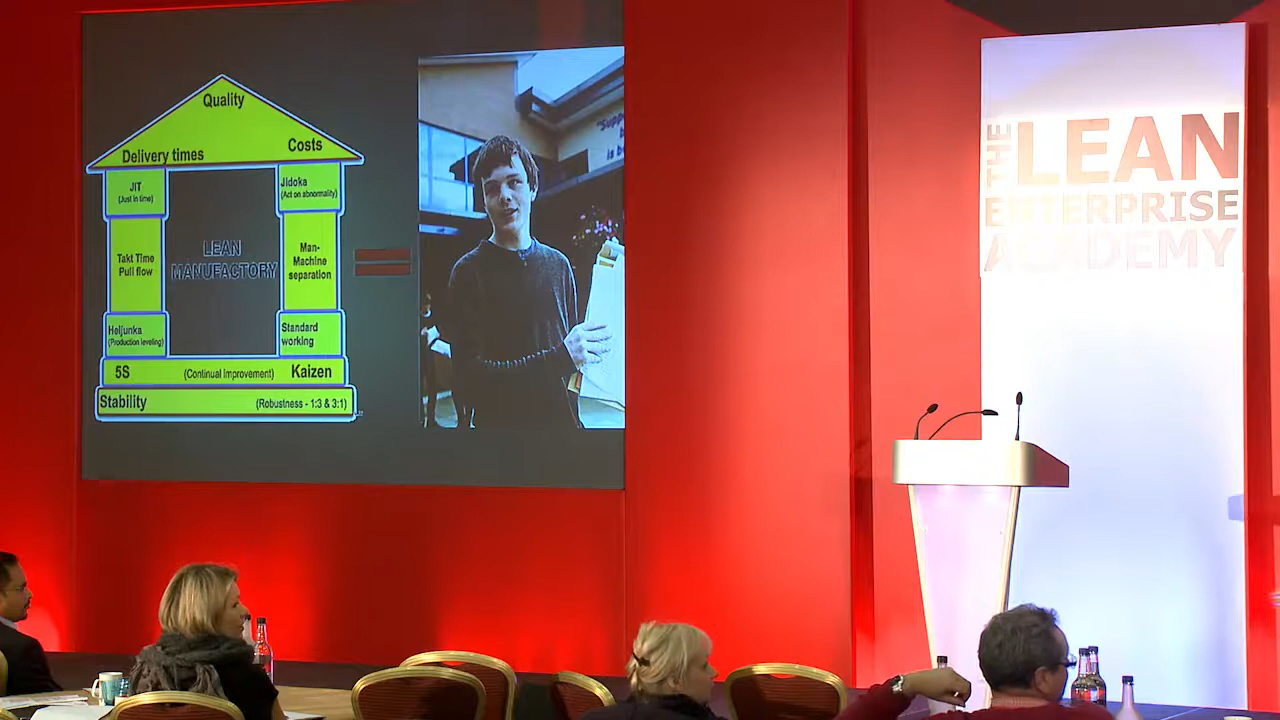 Quality
Delivery times
Costs
JIT
(Just in time)
Takt Time
Pull flow
Heijunka
(Production leveling)
LEAN
MANUFACTORY
Jidoka
(Act on abnormality)
Man-
Machine
separation
Standard
working
5S (Continual Improvement) Kaizen
Stability (Robustness - 1:3 & 3:1)
THE LEAN
ENTERPRISE
ACADEMY